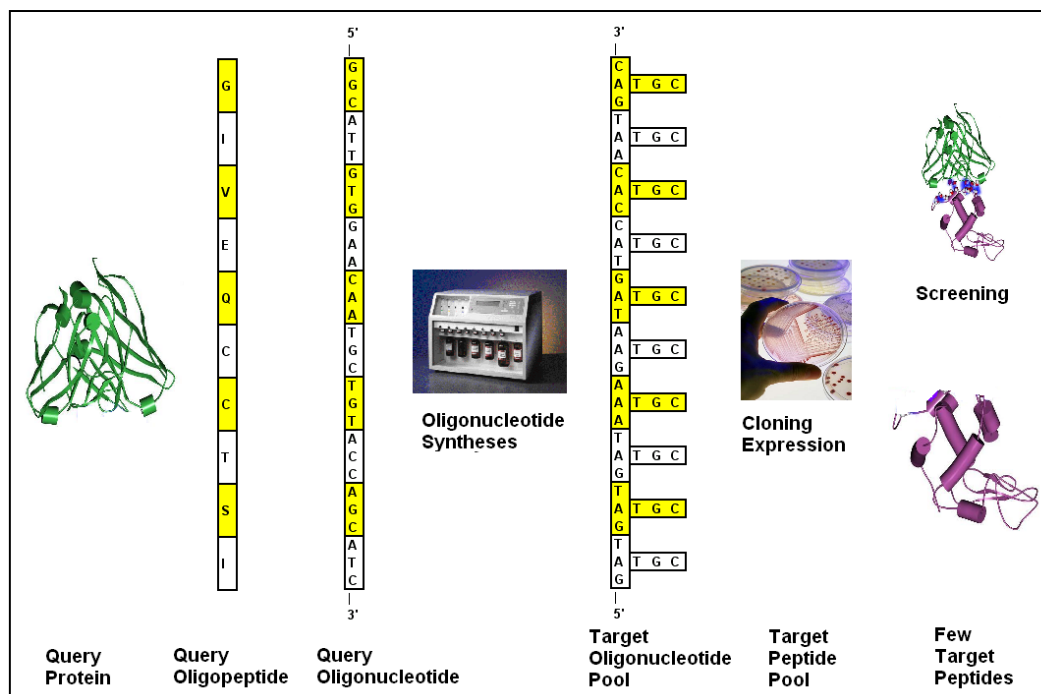 G
I
V
E
Q
C
C
T
S
I
5'
G
G
C
A
T
T
G
T
G
G
A
A
C
A
A
T
G
C
T
G
T
A
C
C
A
G
C
A
T
C
3'
Oligonucleotide
Syntheses
3'
C
A T G C
G
T
A T G C
A
C
A T G C
C
C
A T G C
T
G
A T G C
T
A
A T G C
G
A
A T G C
A
T
A T G C
G
T
A T G C
G
T
A T G C
G
5'
Cloning
Expression
Screening
Query
Protein
Query
Oligopeptide
Query
Oligonucleotide
Target
Oligonucleotide
Pool
Target
Peptide
Pool
Few
Target
Peptides